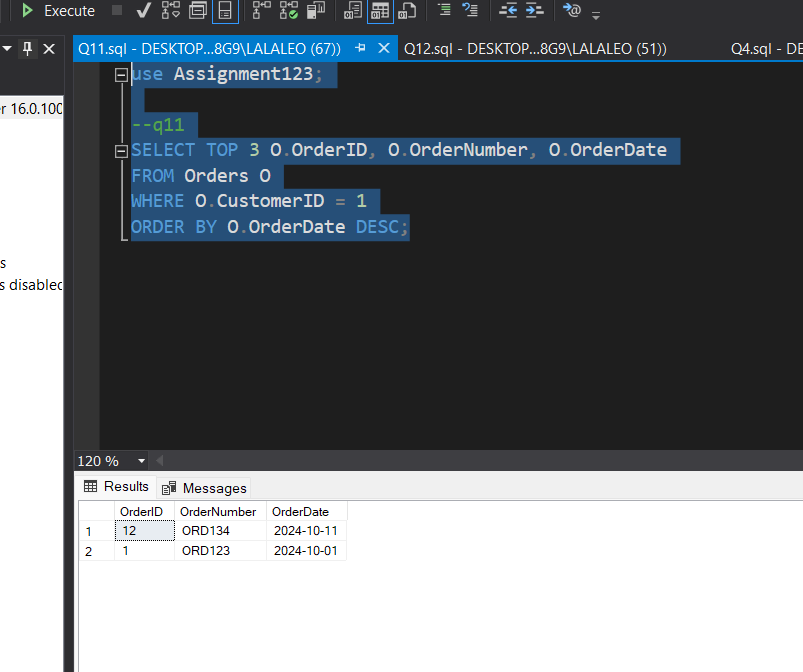 Execute
Q11.sql - DESKTOP...8G9\LALALEO (67))
Q12.sql - DESKTOP...8G9\LALALEO (51))
Q4.sql - DE
er 16.0.100
s
s disabled
use Assignment123;
--q11
SELECT TOP 3 O.OrderID, O.OrderNumber, O.OrderDate
FROM Orders O
WHERE O.CustomerID = 1
ORDER BY O.OrderDate DESC;
120 %
Results
Messages
OrderID OrderNumber OrderDate
1 12 ORD134 2024-10-11
2 1 ORD123 2024-10-01